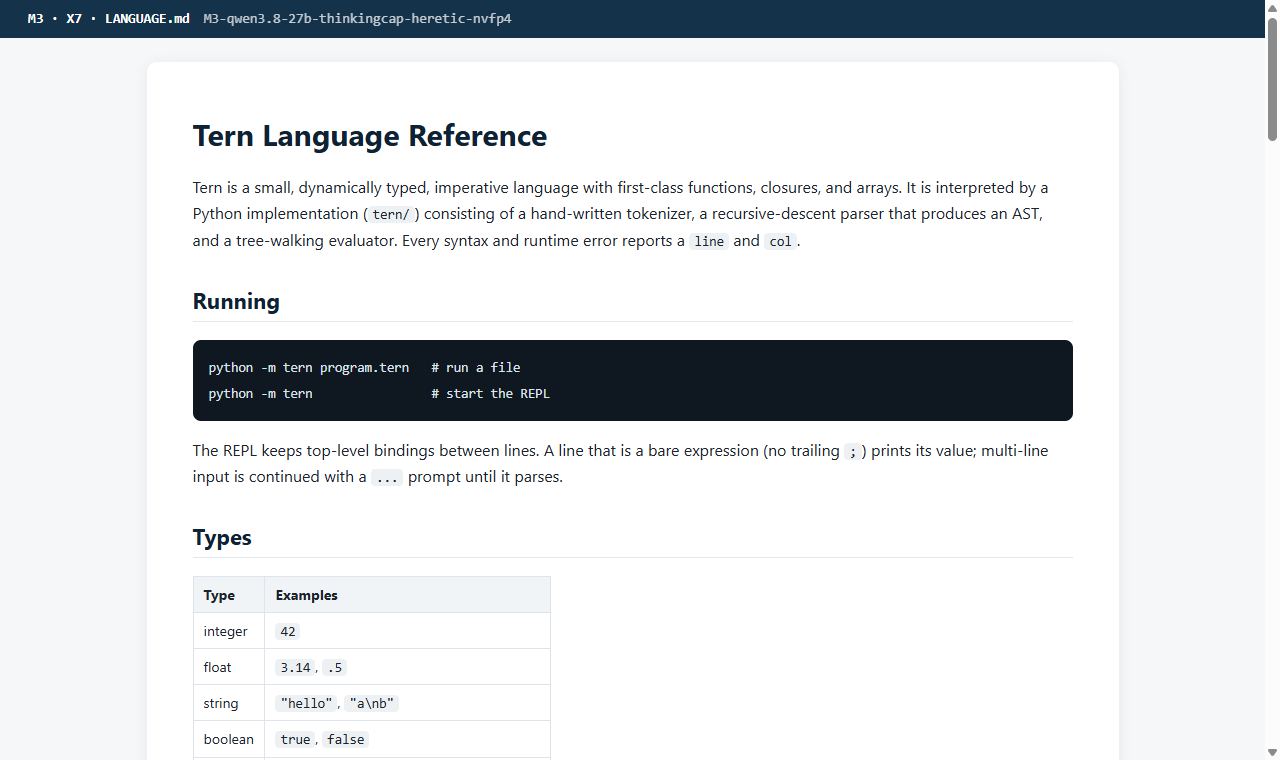 M3 · X7 · LANGUAGE.md M3-qwen3.8-27b-thinkingcap-heretic-nvfp4
Tern Language Reference
Tern is a small, dynamically typed, imperative language with first-class functions, closures, and arrays. It is interpreted by a
Python implementation ( tern/ ) consisting of a hand-written tokenizer, a recursive-descent parser that produces an AST,
and a tree-walking evaluator. Every syntax and runtime error reports a line and col.
Running
python -m tern program.tern   # run a file
python -m tern                # start the REPL
The REPL keeps top-level bindings between lines. A line that is a bare expression (no trailing ; ) prints its value; multi-line
input is continued with a ... prompt until it parses.
Types
Type Examples
integer 42
float 3.14, .5
string "hello", "a\nb"
boolean true, false